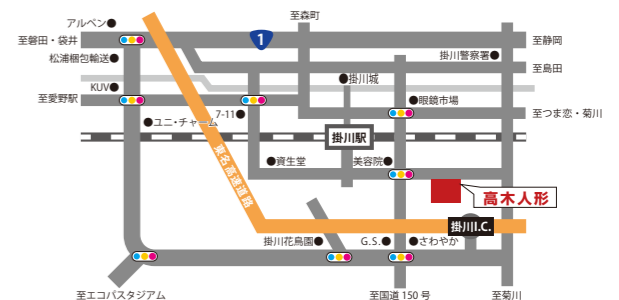 至森町
アルペン
至磐田・袋井
1
至静岡
松浦梱包輸送
掛川警察署
至島田
掛川城
KUV
至愛野駅
眼鏡市場
7-11
至つま恋・菊川
ユニ・チャーム
掛川駅
資生堂
美容院
東名高速道路
高木人形
掛川I.C.
掛川花鳥園
G.S.
さわやか
至エコパスタジアム
至国道150号
至菊川